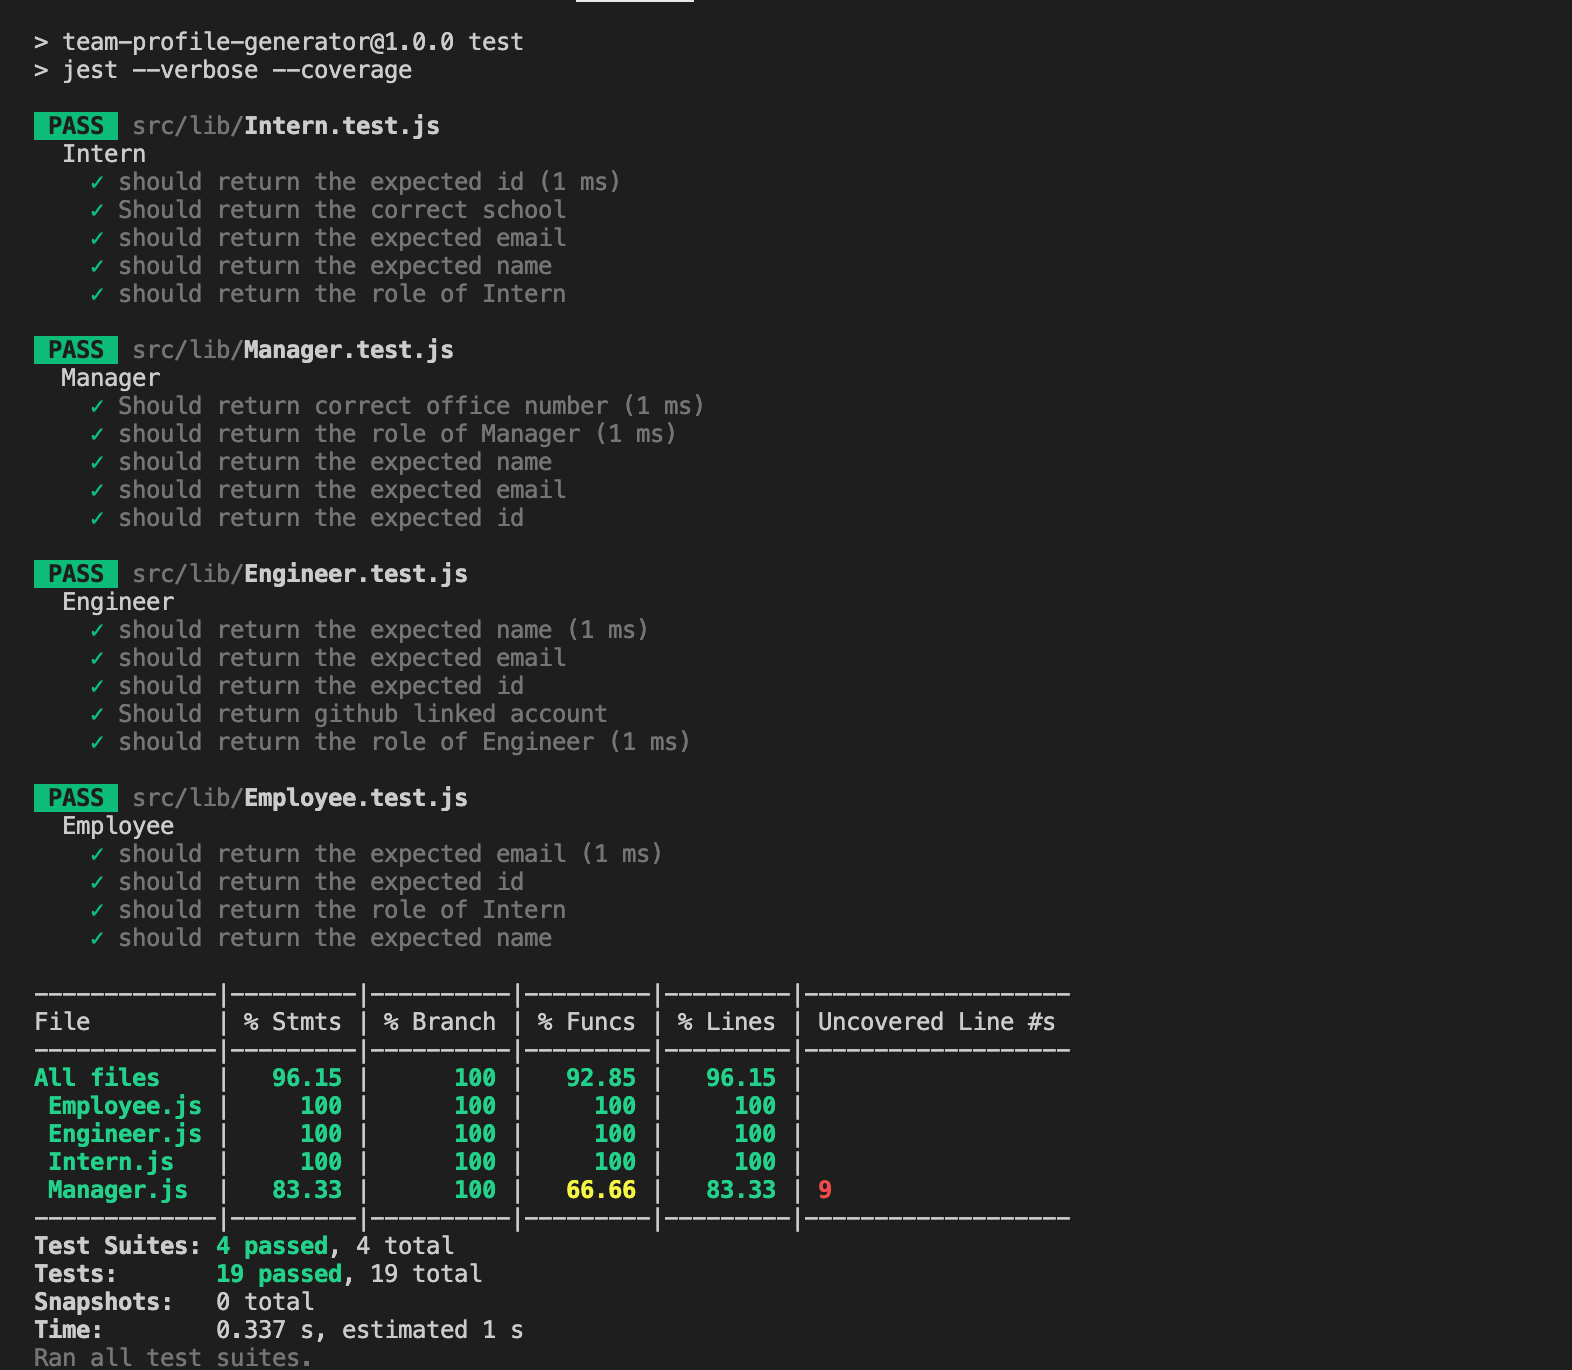 > team-profile-generator@1.0.0 test
> jest --verbose --coverage
PASS src/lib/Intern.test.js
Intern
✓ should return the expected id (1 ms)
✓ Should return the correct school
✓ should return the expected email
✓ should return the expected name
✓ should return the role of Intern
PASS src/lib/Manager.test.js
Manager
✓ Should return correct office number (1 ms)
✓ should return the role of Manager (1 ms)
✓ should return the expected name
✓ should return the expected email
✓ should return the expected id
PASS src/lib/Engineer.test.js
Engineer
✓ should return the expected name (1 ms)
✓ should return the expected email
✓ should return the expected id
✓ Should return github linked account
✓ should return the role of Engineer (1 ms)
PASS src/lib/Employee.test.js
Employee
✓ should return the expected email (1 ms)
✓ should return the expected id
✓ should return the role of Intern
✓ should return the expected name
-------------|---------|----------|---------|---------|-------------------
File | % Stmts | % Branch | % Funcs | % Lines | Uncovered Line #s
-------------|---------|----------|---------|---------|-------------------
All files | 96.15 | 100 | 92.85 | 96.15 |
Employee.js | 100 | 100 | 100 | 100 |
Engineer.js | 100 | 100 | 100 | 100 |
Intern.js | 100 | 100 | 100 | 100 |
Manager.js | 83.33 | 100 | 66.66 | 83.33 | 9
-------------|---------|----------|---------|---------|-------------------
Test Suites: 4 passed, 4 total
Tests: 19 passed, 19 total
Snapshots: 0 total
Time: 0.337 s, estimated 1 s
Ran all test suites.